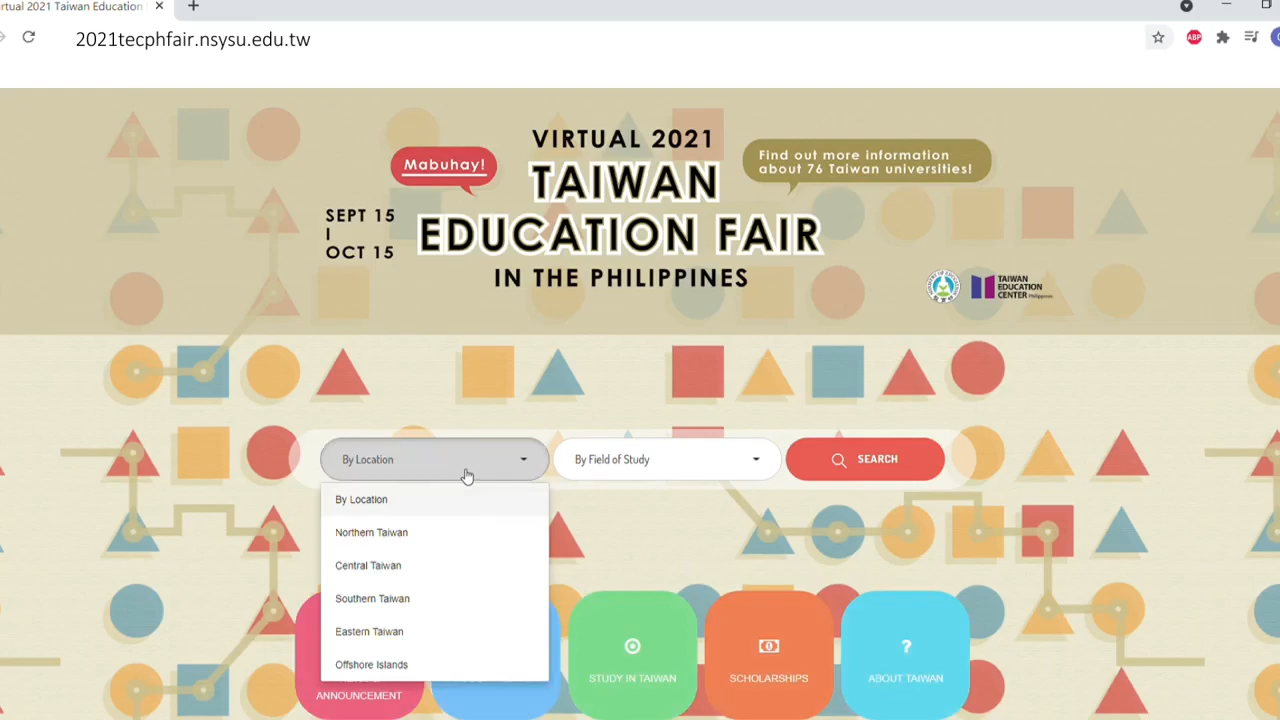 rtual 2021 Taiwan Education
2021tecphfair.nsysu.edu.tw
ABP
VIRTUAL 2021
Mabuhay!
TAIWAN
Find out more information
about 76 Taiwan universities!
SEPT 15
|
OCT 15
EDUCATION FAIR
IN THE PHILIPPINES
TAIWAN
EDUCATION
CENTER Philippines
By Location
By Field of Study
SEARCH
By Location
Northern Taiwan
Central Taiwan
Southern Taiwan
Eastern Taiwan
Offshore Islands
ANNOUNCEMENT
STUDY IN TAIWAN
SCHOLARSHIPS
ABOUT TAIWAN